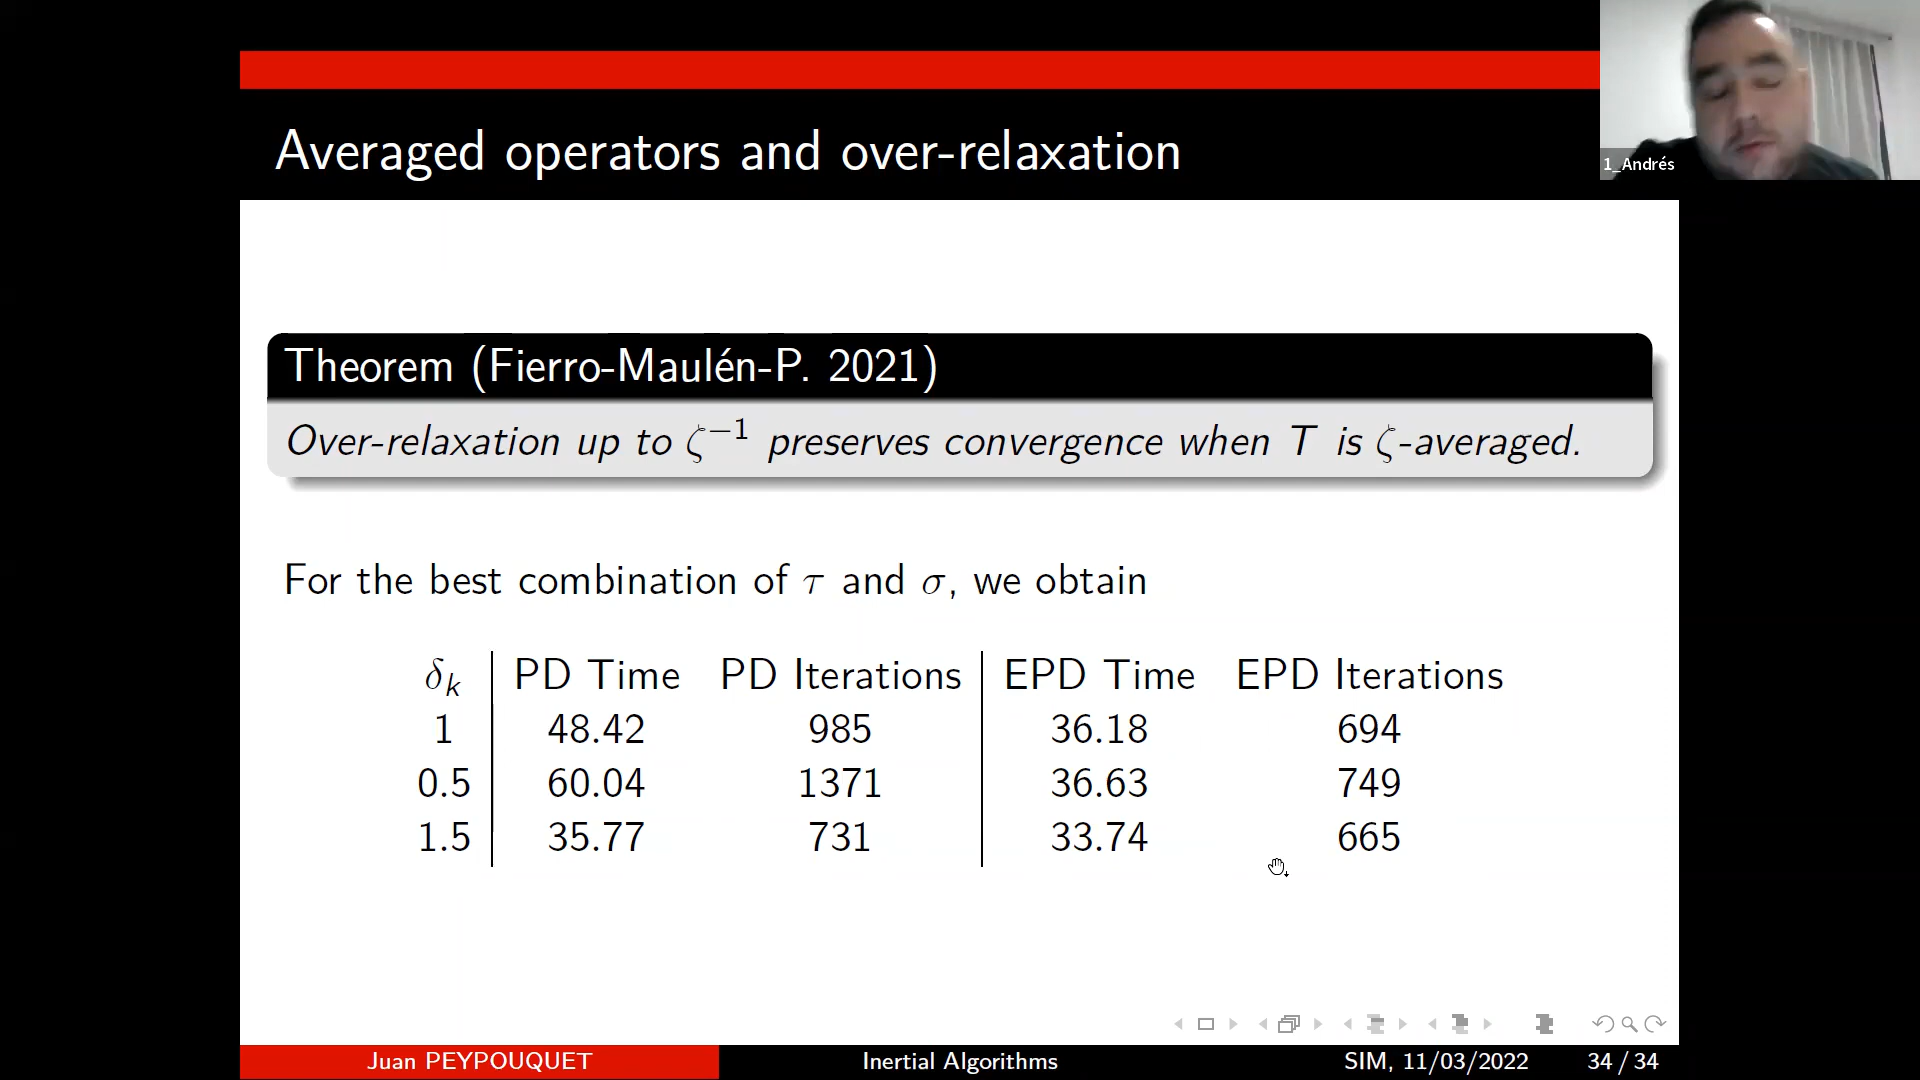 Averaged operators and over-relaxation
1_Andrés
Theorem (Fierro-Maulén-P. 2021)
Over-relaxation up to ζ⁻¹ preserves convergence when T is ζ-averaged.
For the best combination of τ and σ, we obtain
δₖ PD Time PD Iterations EPD Time EPD Iterations
1 48.42 985 36.18 694
0.5 60.04 1371 36.63 749
1.5 35.77 731 33.74 665
Juan PEYPOUQUET Inertial Algorithms SIM, 11/03/2022 34 / 34